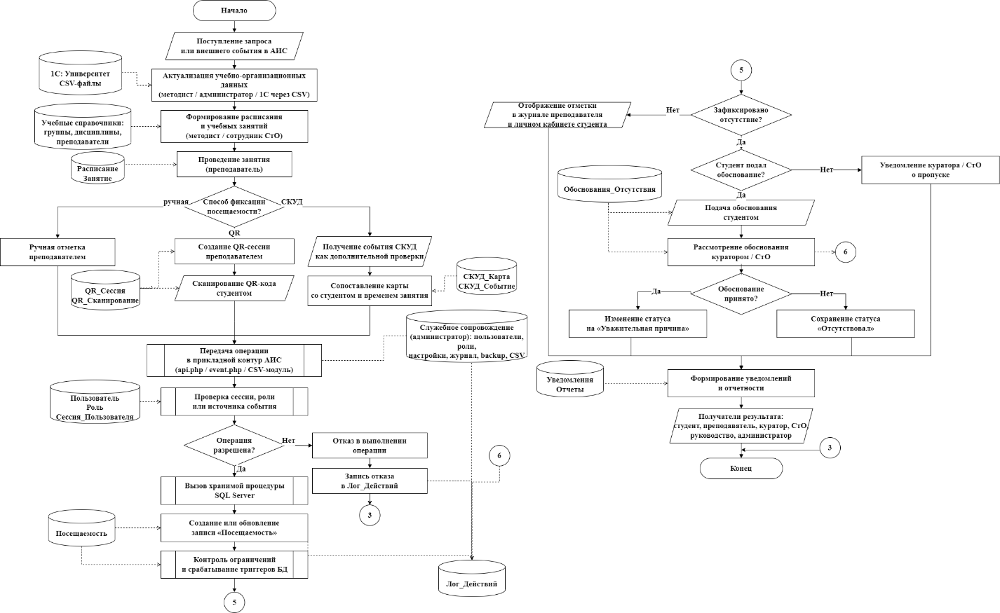 Начало
Поступление запроса
или внешнего события в АИС
1С: Университет
CSV-файлы
Актуализация учебно-организационных
данных
(методист / администратор / 1С через CSV)
Учебные справочники:
группы, дисциплины,
преподаватели
Формирование расписания
и учебных занятий
(методист / сотрудник СтО)
Расписание
Занятие
Проведение занятия
(преподаватель)
ручная
Способ фиксации
посещаемости?
СКУД
QR
Ручная отметка
преподавателем
Создание QR-сессии
преподавателем
Получение события СКУД
как дополнительной проверки
QR_Сессия
QR_Сканирование
Сканирование QR-кода
студентом
Сопоставление карты
со студентом и временем занятия
СКУД_Карта
СКУД_Событие
Служебное сопровождение
(администратор): пользователи,
роли,
настройки, журнал, backup, CSV
Передача операции
в прикладной контур АИС
(api.php / event.php / CSV-модуль)
Пользователь
Роль
Сессия_Пользователя
Проверка сессии, роли
или источника события
Операция
разрешена?
Нет
Да
Отказ в выполнении
операции
Запись отказа
в Лог_Действий
3
6
Вызов хранимой процедуры
SQL Server
Посещаемость
Создание или обновление
записи «Посещаемость»
Контроль ограничений
и срабатывание триггеров БД
Лог_Действий
5
5
Зафиксировано
отсутствие?
Нет
Отображение отметки
в журнале преподавателя
и личном кабинете студента
Да
Студент подал
обоснование?
Нет
Уведомление куратора / СтО
о пропуске
Да
Обоснования_Отсутствия
Подача обоснования
студентом
Рассмотрение обоснования
куратором / СтО
6
Обоснование
принято?
Да
Нет
Изменение статуса
на «Уважительная причина»
Сохранение статуса
«Отсутствовал»
Уведомления
Отчеты
Формирование уведомлений
и отчетности
Получатели результата:
студент, преподаватель, куратор, СтО,
руководство, администратор
3
Конец